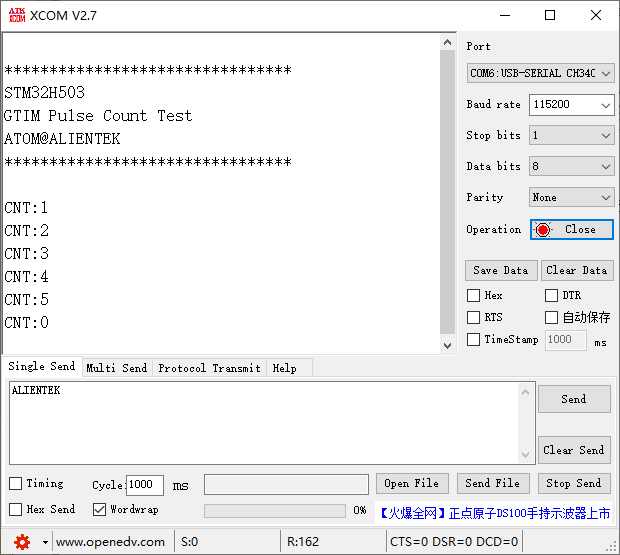 ATK
XCOM
XCOM V2.7
********************************
STM32H503
GTIM Pulse Count Test
ATOM@ALIENTEK
********************************
CNT:1
CNT:2
CNT:3
CNT:4
CNT:5
CNT:0
Port
COM6:USB-SERIAL CH340
Baud rate 115200
Stop bits 1
Data bits 8
Parity None
Operation Close
Save Data Clear Data
Hex DTR
RTS 自动保存
TimeStamp 1000 ms
Single Send Multi Send Protocol Transmit Help
ALIENTEK
Send
Clear Send
Timing Cycle: 1000 ms Open File Send File Stop Send
Hex Send Wordwrap 0% 【火爆全网】正点原子DS100手持示波器上市
www.openedv.com S:0 R:162 CTS=0 DSR=0 DCD=0